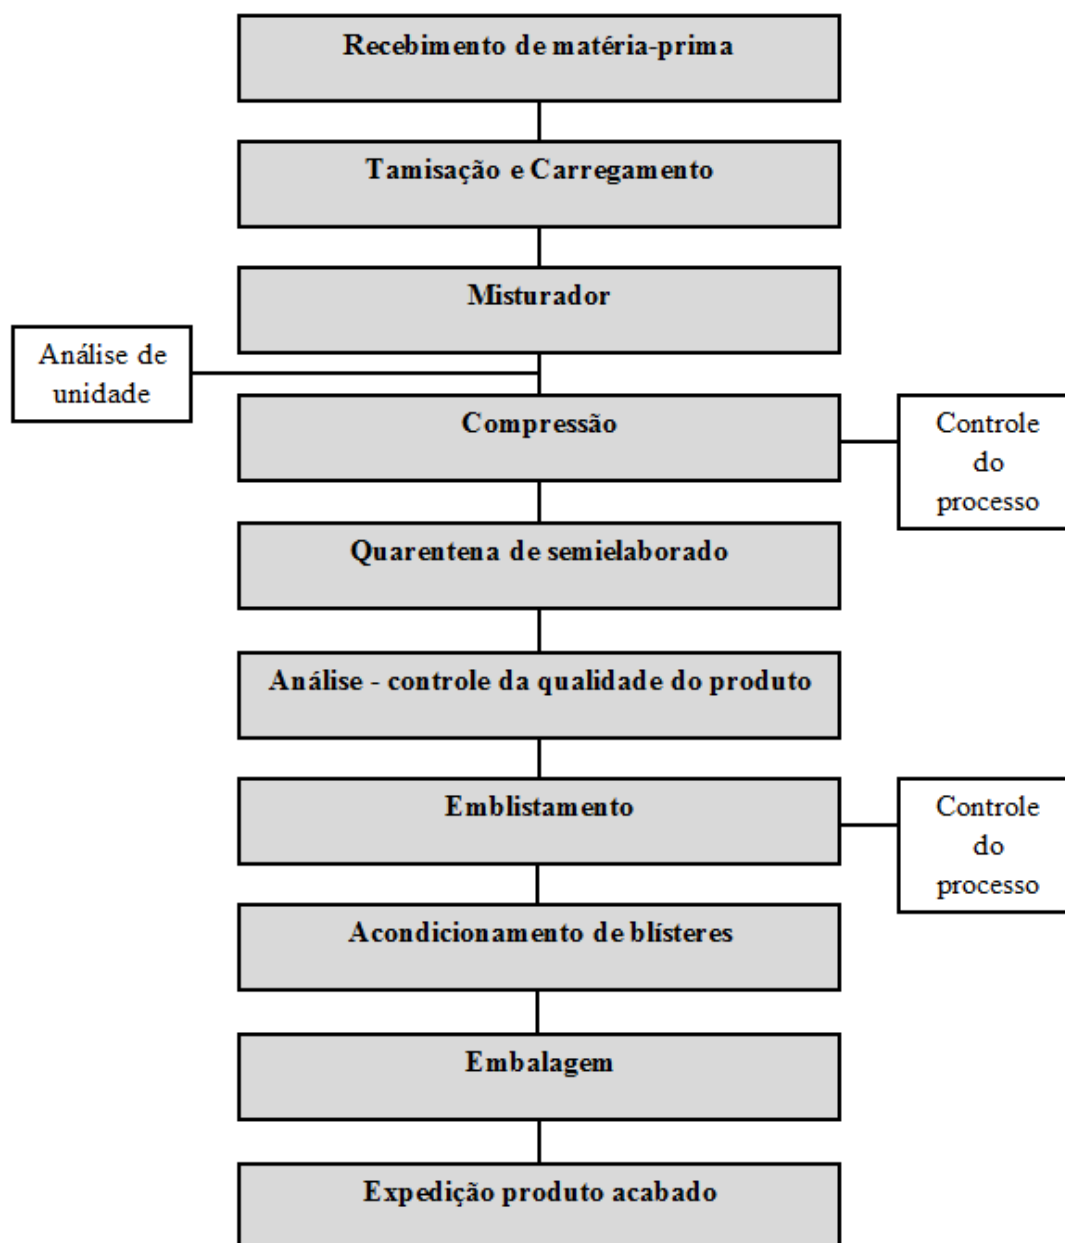 Recebimento de matéria-prima
Tamisação e Carregamento
Misturador
Análise de
unidade
Compressão
Controle
do
processo
Quarentena de semielaborado
Análise - controle da qualidade do produto
Emblistamento
Controle
do
processo
Acondicionamento de blísteres
Embalagem
Expedição produto acabado